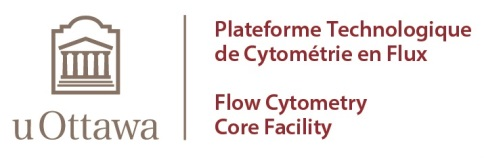 uOttawa
Plateforme Technologique
de Cytométrie en Flux
Flow Cytometry
Core Facility